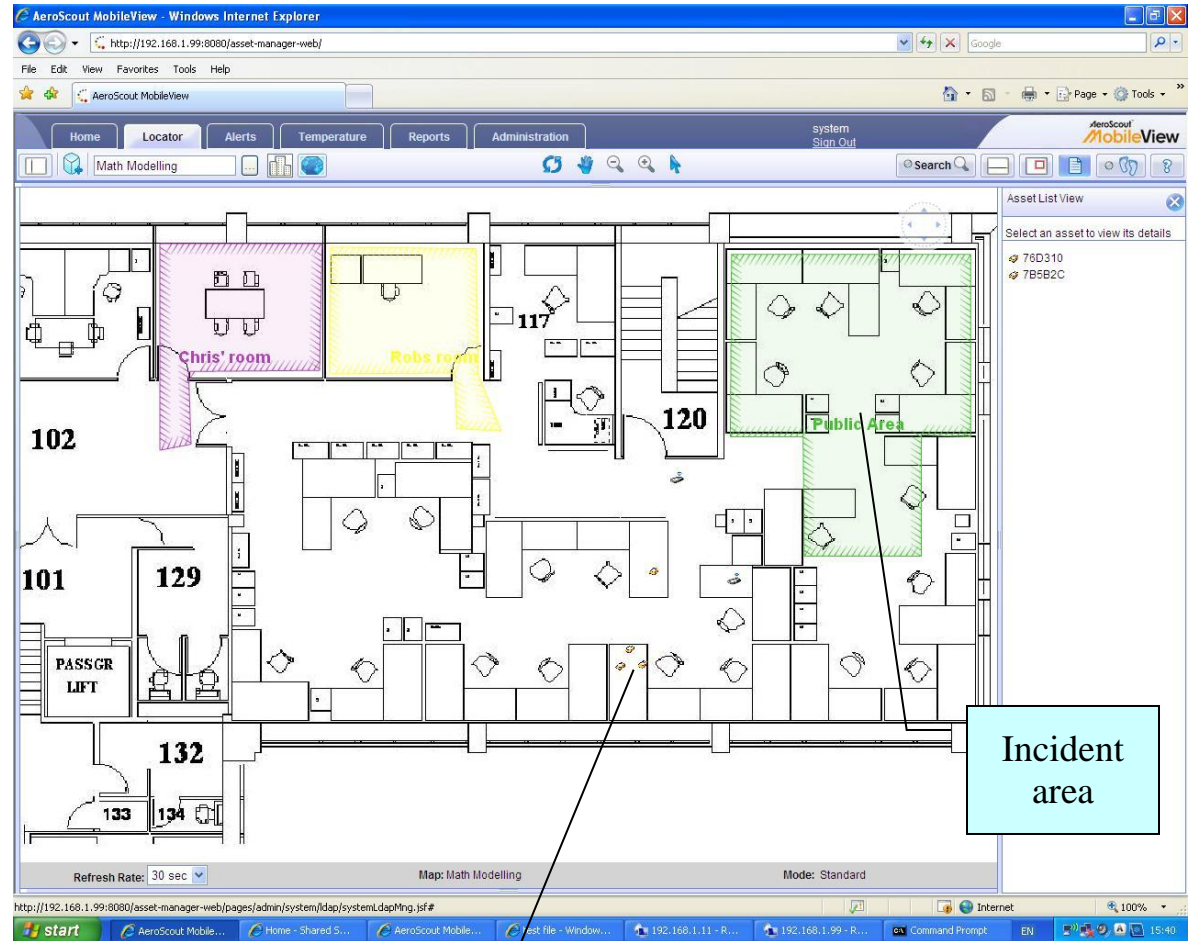 AeroScout MobileView - Windows Internet Explorer
http://192.168.1.99:8080/asset-manager-web/
Google
File Edit View Favorites Tools Help
AeroScout MobileView
Page Tools
Home Locator Alerts Temperature Reports Administration
system
Sign Out
AeroScout
MobileView
Math Modelling
...
Search
Asset List View
Select an asset to view its details
76D310
7B5B2C
117
Chris' room
Robs room
102
120
Public Area
101
129
PASSGR
LIFT
132
133
134
Incident
area
Refresh Rate: 30 sec
Map: Math Modelling
Mode: Standard
http://192.168.1.99:8080/asset-manager-web/pages/admin/system/ldap/systemLdapMng.jsf#
Internet
100%
start
AeroScout Mobile...
Home - Shared S...
AeroScout Mobile...
test file - Window...
192.168.1.11 - R...
192.168.1.99 - R...
Command Prompt
EN
15:40